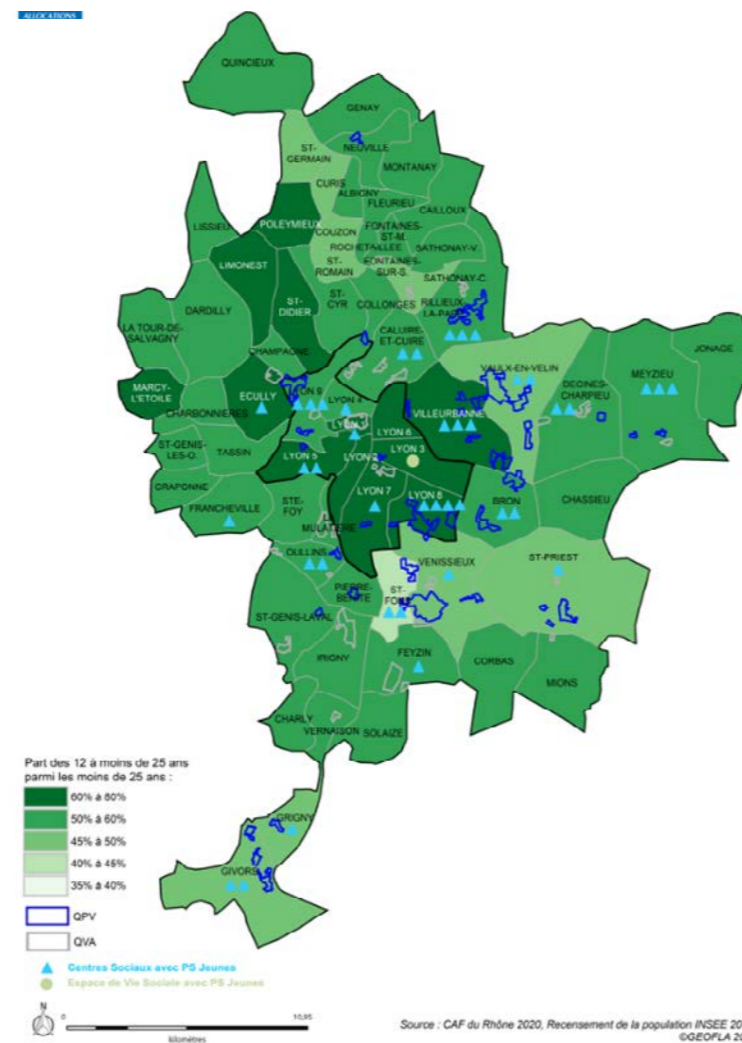 ALLOCATIONS
QUINCIEUX
GENAY
NEUVILLE
ST-
GERMAIN
MONTANAY
CURIS
ALBIGNY
FLEURIEU
CAILLOUX
POLEYMIEUX
LISSIEU
COUZON
FONTAINES-
ST-M.
ROCHETAILLEE
SATHONAY-V.
LIMONEST
ST-
ROMAIN
FONTAINES-
SUR-S.
SATHONAY-C.
ST-
DIDIER
ST-
CYR
COLLONGES
RILLIEUX-
LA-PAPE
DARDILLY
LA TOUR-DE-
SALVAGNY
CALUIRE-
ET-CUIRE
JONAGE
CHAMPAGNE
VAULX-EN-VELIN
MEYZIEU
DECINES-
CHARPIEU
MARCY-
L'ETOILE
ECULLY
LYON 9
LYON 4
VILLEURBANNE
CHARBONNIERES
LYON 1
LYON 6
ST-GENIS-
LES-O.
TASSIN
LYON 5
LYON 2
LYON 3
CRAPONNE
FRANCHEVILLE
STE-
FOY
LYON 7
LYON 8
BRON
CHASSIEU
LA
MULATIERE
OULLINS
VENISSIEUX
ST-PRIEST
PIERRE-
BENITE
ST-
FONS
ST-GENIS-LAVAL
IRIGNY
FEYZIN
CORBAS
MIONS
CHARLY
VERNAISON
SOLAIZE
GRIGNY
GIVORS
Part des 12 à moins de 25 ans
parmi les moins de 25 ans :
60% à 80%
50% à 60%
45% à 50%
40% à 45%
35% à 40%
QPV
QVA
Centres Sociaux avec PS Jeunes
Espace de Vie Sociale avec PS Jeunes
N
0
10,95
kilomètres
Source : CAF du Rhône 2020, Recensement de la population INSEE 20
©GEOFLA 20